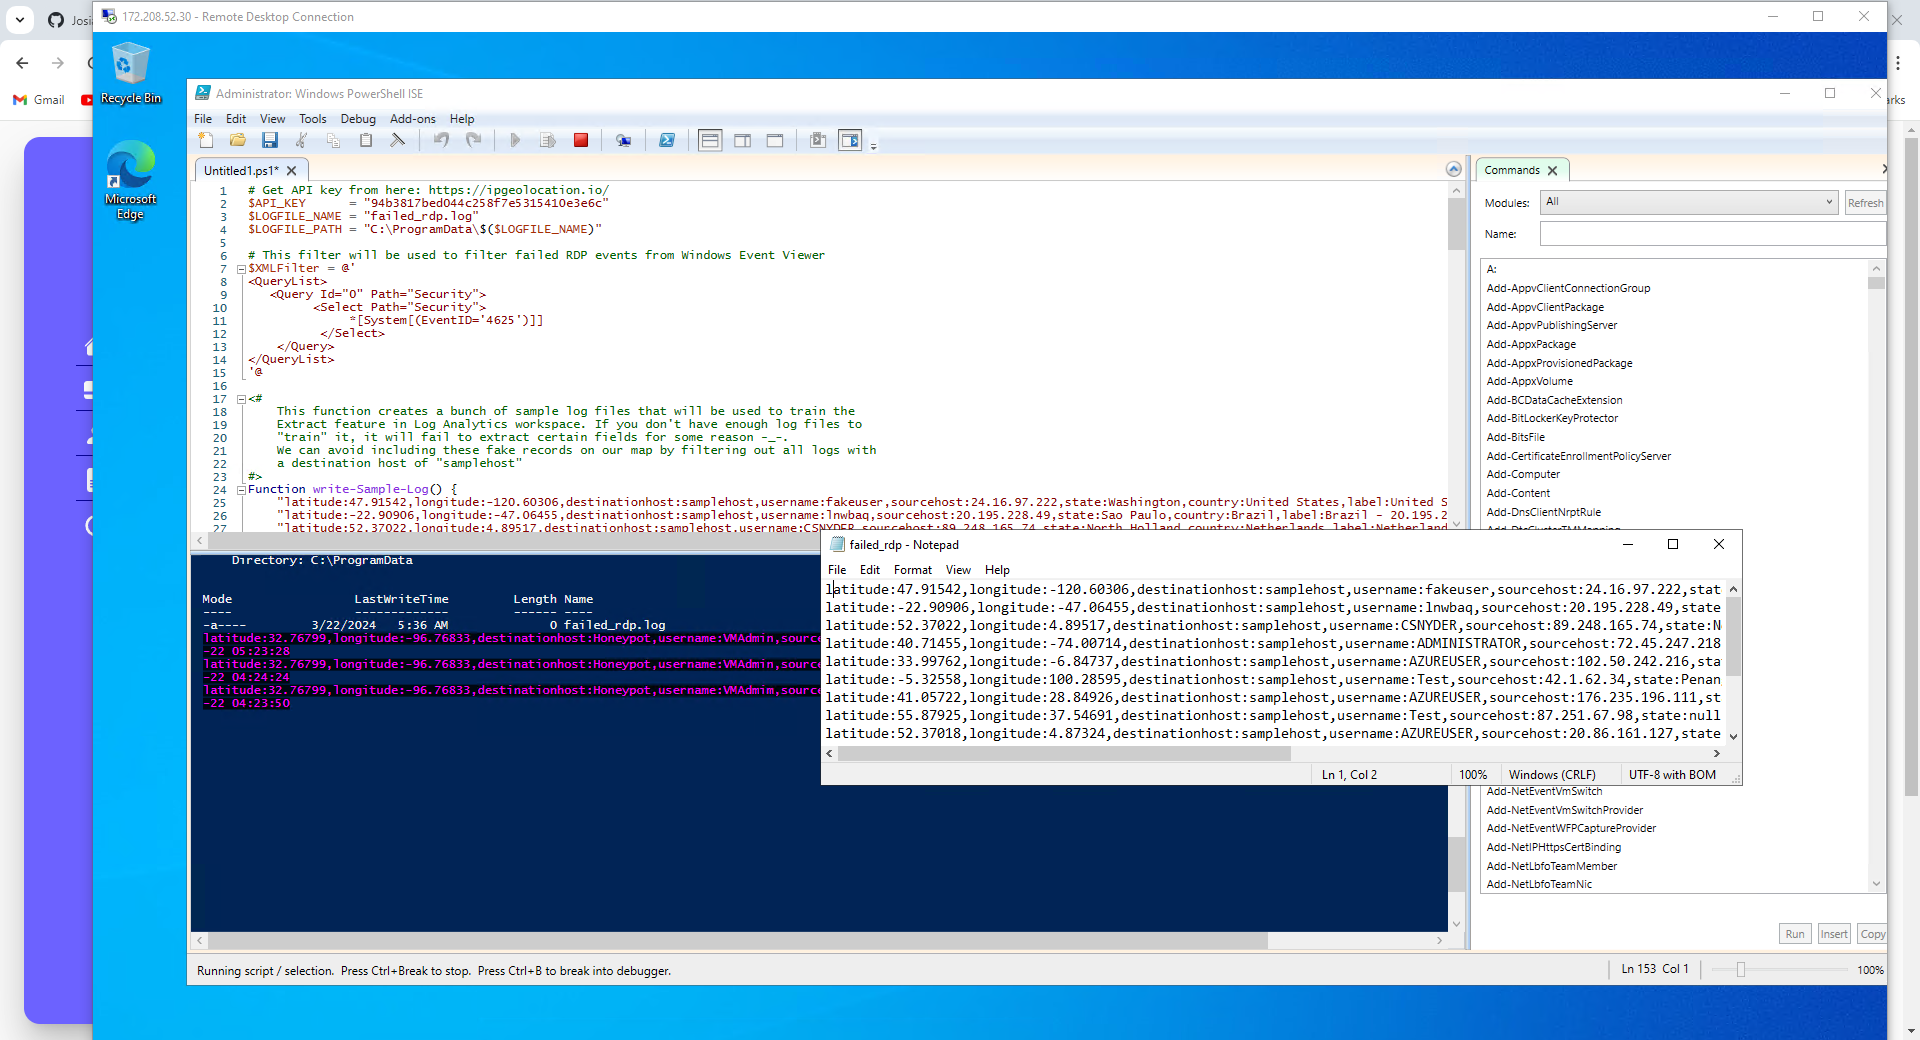 Josi
172.208.52.30 - Remote Desktop Connection
Gmail
arks
Recycle Bin
Microsoft
Edge
Administrator: Windows PowerShell ISE
File Edit View Tools Debug Add-ons Help
Untitled1.ps1*
1 # Get API key from here: https://ipgeolocation.io/
2 $API_KEY      = "94b3817bed044c258f7e5315410e3e6c"
3 $LOGFILE_NAME = "failed_rdp.log"
4 $LOGFILE_PATH = "C:\ProgramData\$($LOGFILE_NAME)"
5
6 # This filter will be used to filter failed RDP events from Windows Event Viewer
7 $XMLFilter = @'
8 <QueryList>
9    <Query Id="0" Path="Security">
10          <Select Path="Security">
11               *[System[(EventID='4625')]]
12           </Select>
13     </Query>
14 </QueryList>
15 '@
16
17 <#
18     This function creates a bunch of sample log files that will be used to train the
19     Extract feature in Log Analytics workspace. If you don't have enough log files to
20     "train" it, it will fail to extract certain fields for some reason -_-.
21     We can avoid including these fake records on our map by filtering out all logs with
22     a destination host of "samplehost"
23 #>
24 Function write-Sample-Log() {
25     "latitude:47.91542,longitude:-120.60306,destinationhost:samplehost,username:fakeuser,sourcehost:24.16.97.222,state:Washington,country:United States,label:United S
26     "latitude:-22.90906,longitude:-47.06455,destinationhost:samplehost,username:lnwbaq,sourcehost:20.195.228.49,state:Sao Paulo,country:Brazil,label:Brazil - 20.195.2
27     "latitude:52.37022,longitude:4.89517,destinationhost:samplehost,username:CSNYDER,sourcehost:89.248.165.74,state:North Holland,country:Netherlands,label:Netherland
Directory: C:\ProgramData
Mode LastWriteTime Length Name
---- ------------- ------ ----
-a---- 3/22/2024 5:36 AM 0 failed_rdp.log
latitude:32.76799,longitude:-96.76833,destinationhost:Honeypot,username:VMAdmin,source
-22 05:23:28
latitude:32.76799,longitude:-96.76833,destinationhost:Honeypot,username:VMAdmin,source
-22 04:24:24
latitude:32.76799,longitude:-96.76833,destinationhost:Honeypot,username:VMAdmim,source
-22 04:23:50
failed_rdp - Notepad
File Edit Format View Help
latitude:47.91542,longitude:-120.60306,destinationhost:samplehost,username:fakeuser,sourcehost:24.16.97.222,stat
latitude:-22.90906,longitude:-47.06455,destinationhost:samplehost,username:lnwbaq,sourcehost:20.195.228.49,state
latitude:52.37022,longitude:4.89517,destinationhost:samplehost,username:CSNYDER,sourcehost:89.248.165.74,state:N
latitude:40.71455,longitude:-74.00714,destinationhost:samplehost,username:ADMINISTRATOR,sourcehost:72.45.247.218
latitude:33.99762,longitude:-6.84737,destinationhost:samplehost,username:AZUREUSER,sourcehost:102.50.242.216,sta
latitude:-5.32558,longitude:100.28595,destinationhost:samplehost,username:Test,sourcehost:42.1.62.34,state:Penan
latitude:41.05722,longitude:28.84926,destinationhost:samplehost,username:AZUREUSER,sourcehost:176.235.196.111,st
latitude:55.87925,longitude:37.54691,destinationhost:samplehost,username:Test,sourcehost:87.251.67.98,state:null
latitude:52.37018,longitude:4.87324,destinationhost:samplehost,username:AZUREUSER,sourcehost:20.86.161.127,state
Ln 1, Col 2 100% Windows (CRLF) UTF-8 with BOM
Commands
Modules: All Refresh
Name:
A:
Add-AppvClientConnectionGroup
Add-AppvClientPackage
Add-AppvPublishingServer
Add-AppxPackage
Add-AppxProvisionedPackage
Add-AppxVolume
Add-BCDataCacheExtension
Add-BitLockerKeyProtector
Add-BitsFile
Add-CertificateEnrollmentPolicyServer
Add-Computer
Add-Content
Add-DnsClientNrptRule
Add-DtcClusterTMMapping
Add-NetEventVmSwitch
Add-NetEventVmSwitchProvider
Add-NetEventWFPCaptureProvider
Add-NetIPHttpsCertBinding
Add-NetLbfoTeamMember
Add-NetLbfoTeamNic
Run Insert Copy
Running script / selection.  Press Ctrl+Break to stop.  Press Ctrl+B to break into debugger.
Ln 153 Col 1 100%